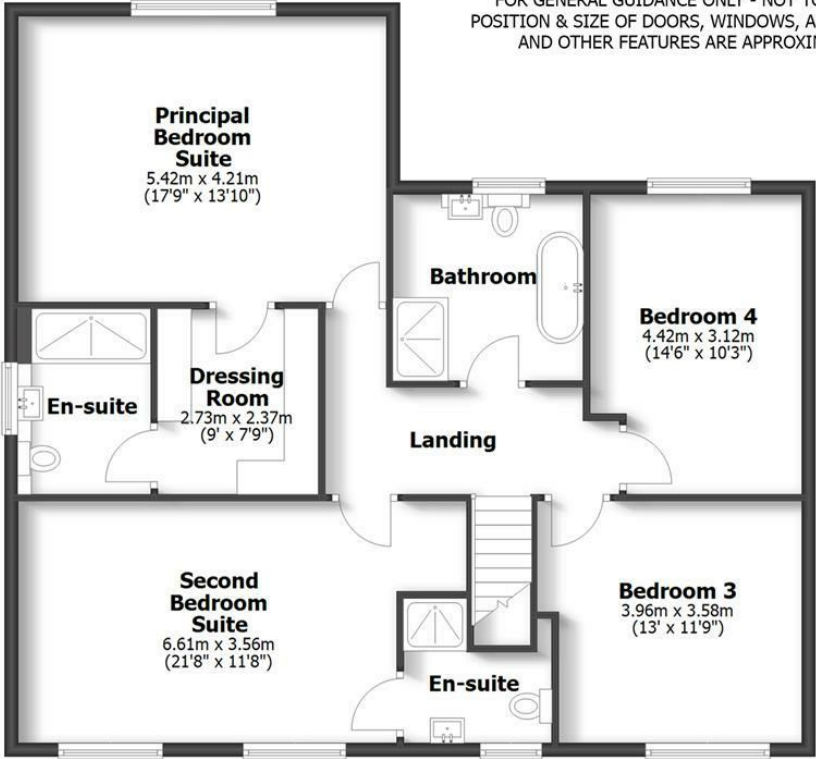 FOR GENERAL GUIDANCE ONLY - NOT TO
POSITION & SIZE OF DOORS, WINDOWS, A
AND OTHER FEATURES ARE APPROXIM
Principal
Bedroom
Suite
5.42m x 4.21m
(17'9" x 13'10")
Bathroom
Bedroom 4
4.42m x 3.12m
(14'6" x 10'3")
En-suite
Dressing
Room
2.73m x 2.37m
(9' x 7'9")
Landing
Second
Bedroom
Suite
6.61m x 3.56m
(21'8" x 11'8")
Bedroom 3
3.96m x 3.58m
(13' x 11'9")
En-suite